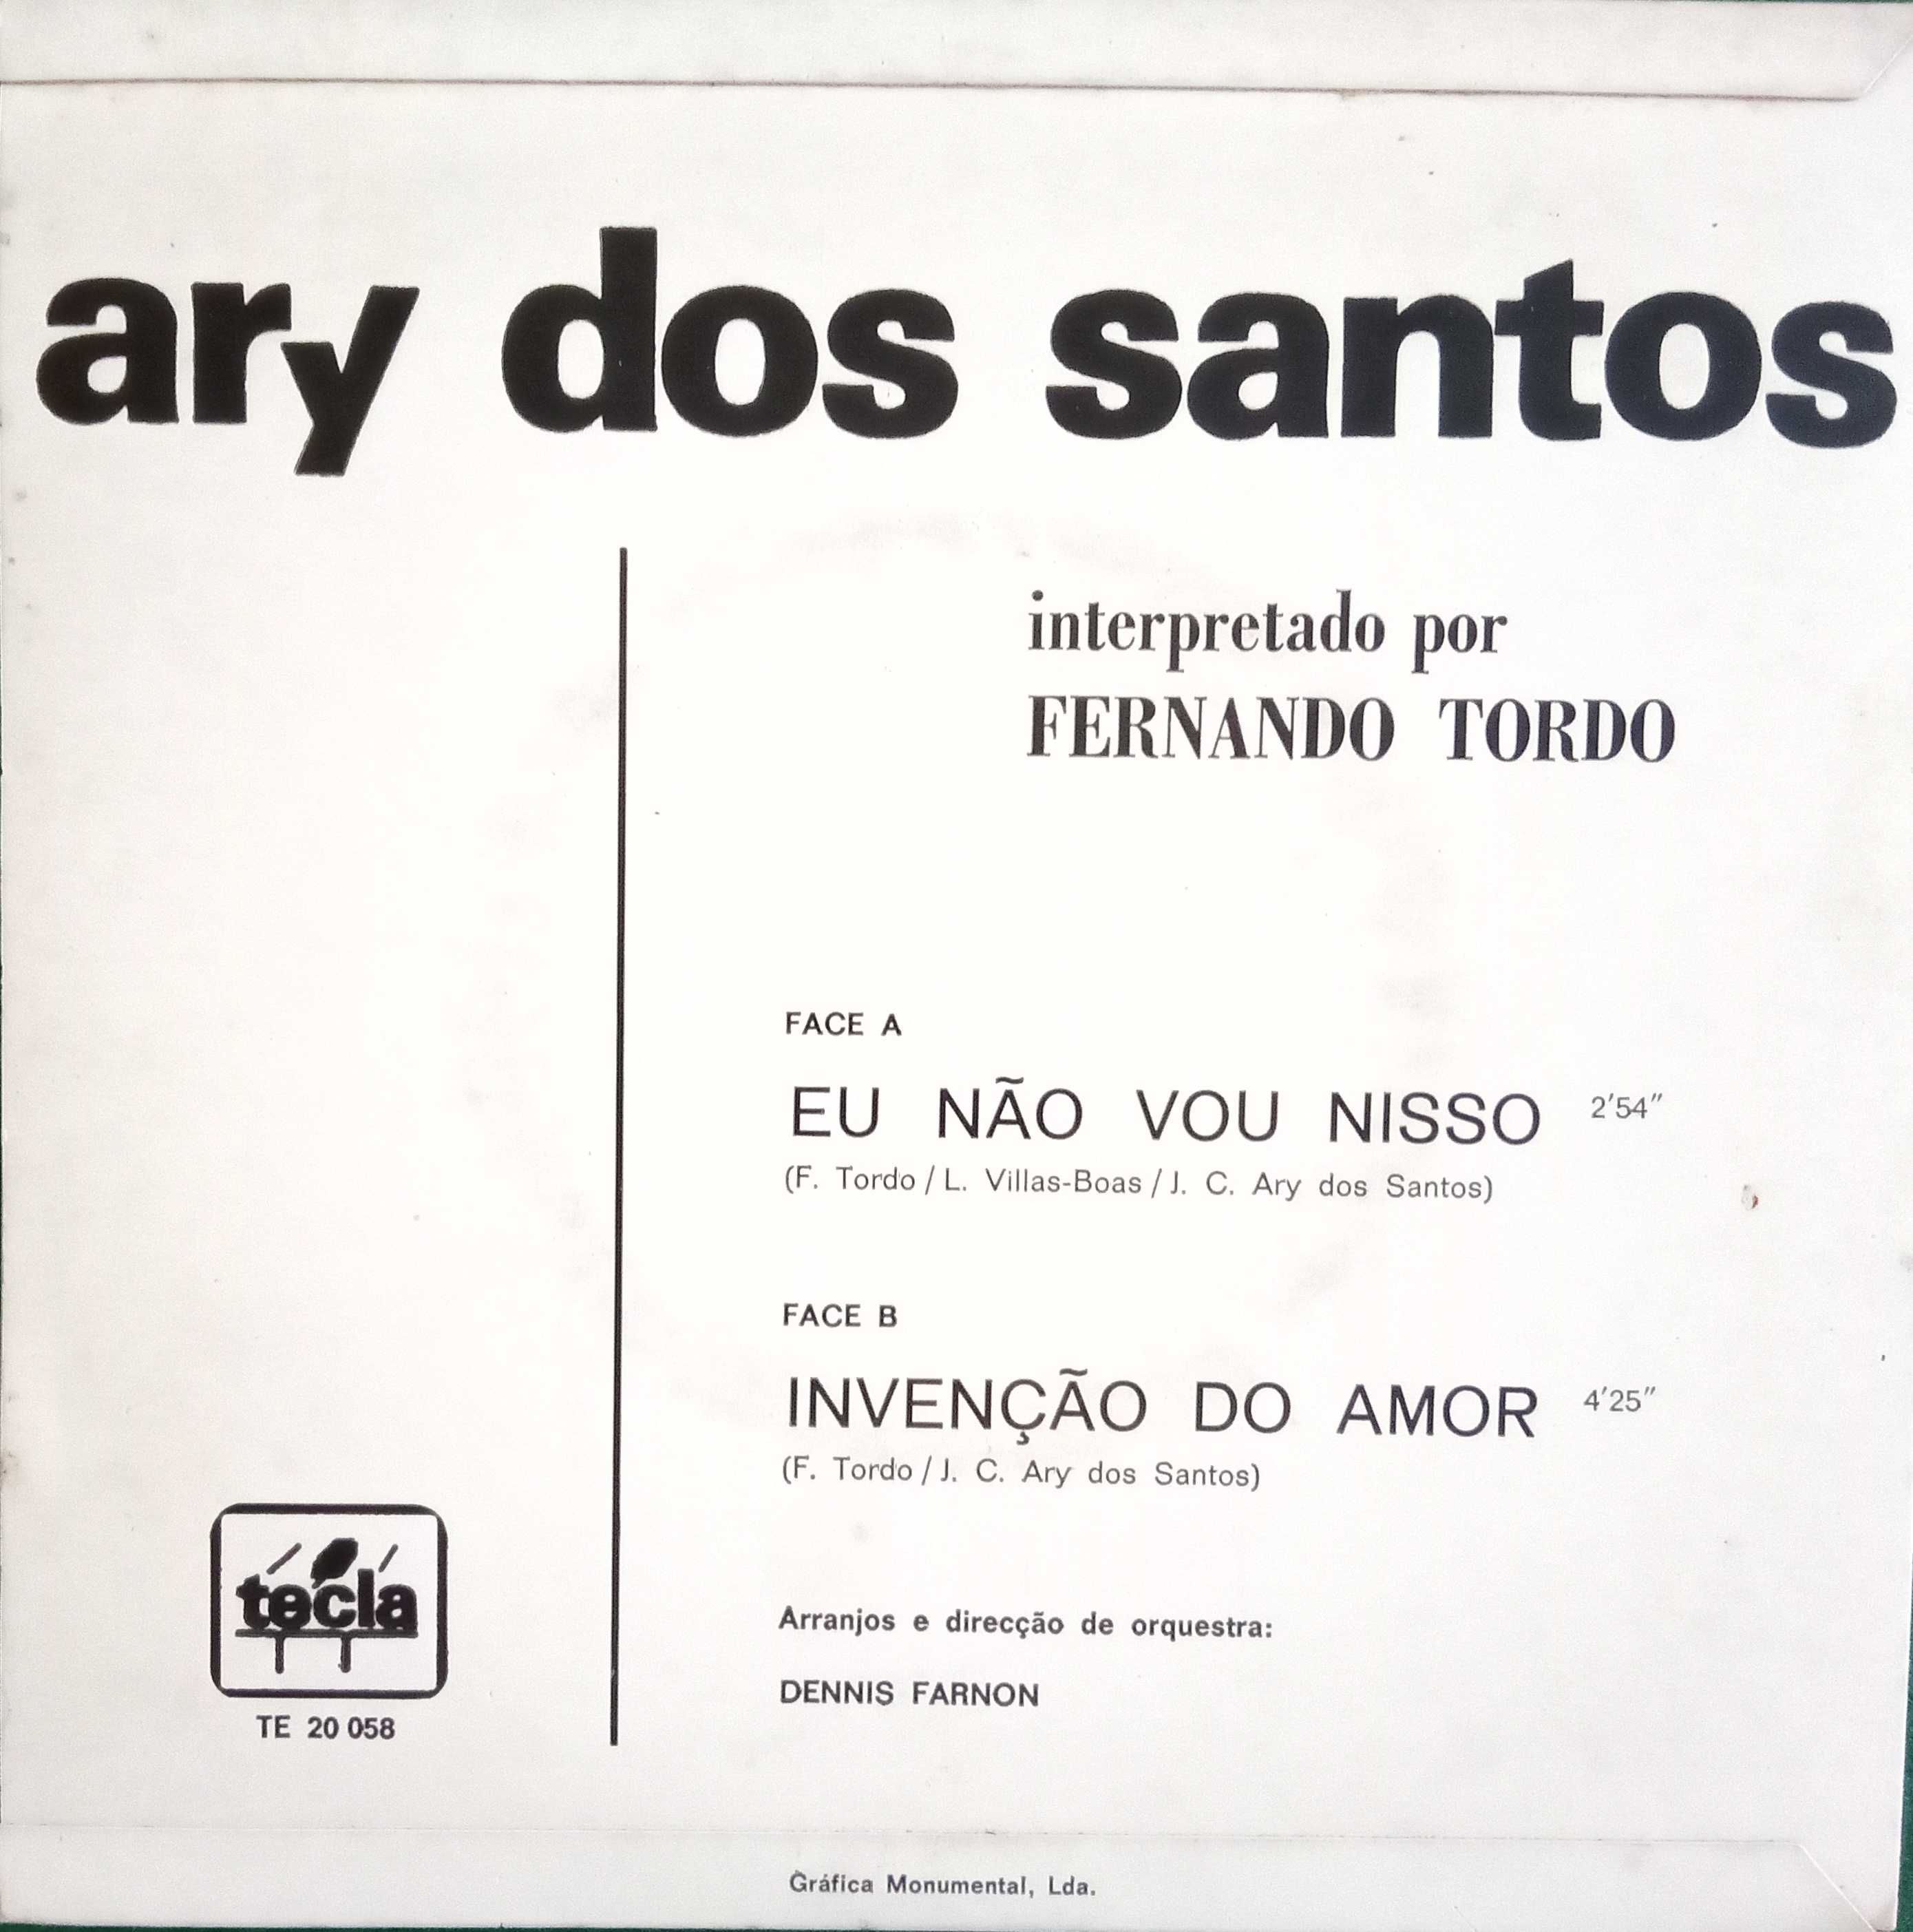 ary dos santos
interpretado por
FERNANDO TORDO
FACE A
EU NÃO VOU NISSO 2'54"
(F. Tordo / L. Villas-Boas / J. C. Ary dos Santos)
FACE B
INVENÇÃO DO AMOR 4'25"
(F. Tordo / J. C. Ary dos Santos)
Arranjos e direcção de orquestra:
DENNIS FARNON
tecla
TE 20 058
Gráfica Monumental, Lda.